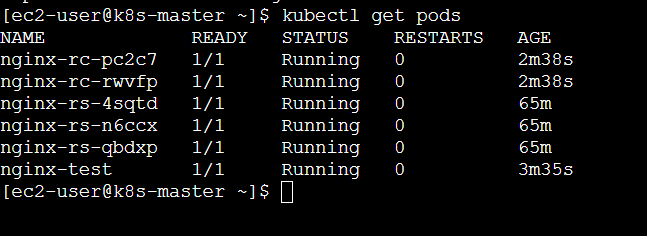 [ec2-user@k8s-master ~]$ kubectl get pods
NAME READY STATUS RESTARTS AGE
nginx-rc-pc2c7 1/1 Running 0 2m38s
nginx-rc-rwvfp 1/1 Running 0 2m38s
nginx-rs-4sqtd 1/1 Running 0 65m
nginx-rs-n6ccx 1/1 Running 0 65m
nginx-rs-qbdxp 1/1 Running 0 65m
nginx-test 1/1 Running 0 3m35s
[ec2-user@k8s-master ~]$